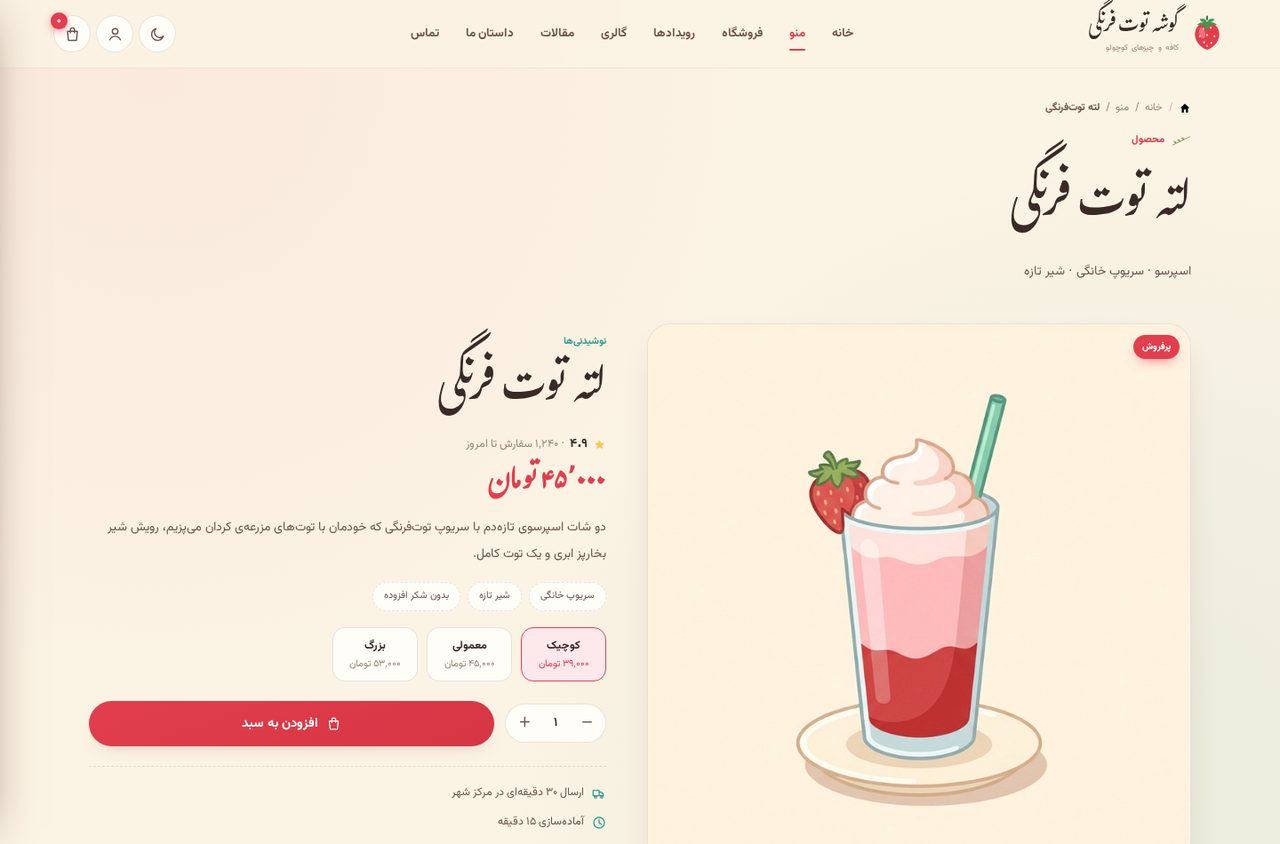 گوشه توت فرنگی
کافه و چیزهای کوچولو
خانه
منو
فروشگاه
رویدادها
گالری
مقالات
داستان ما
تماس
۰
/ خانه / منو / لته توت‌فرنگی
محصول
لته توت فرنگی
اسپرسو · سریوپ خانگی · شیر تازه
پرفروش
نوشیدنی‌ها
لته توت فرنگی
۴.۹ · ۱,۲۴۰ سفارش تا امروز
۴۵٬۰۰۰ تومان
دو شات اسپرسوی تازه‌دم با سریوپ توت‌فرنگی که خودمان با توت‌های مزرعه‌ی کردان می‌پزیم، رویش شیر
بخارپز ابری و یک توت کامل.
سریوپ خانگی
شیر تازه
بدون شکر افزوده
کوچیک
۳۹,۰۰۰ تومان
معمولی
۴۵,۰۰۰ تومان
بزرگ
۵۳,۰۰۰ تومان
− ۱ +
افزودن به سبد
ارسال ۳۰ دقیقه‌ای در مرکز شهر
آماده‌سازی ۱۵ دقیقه